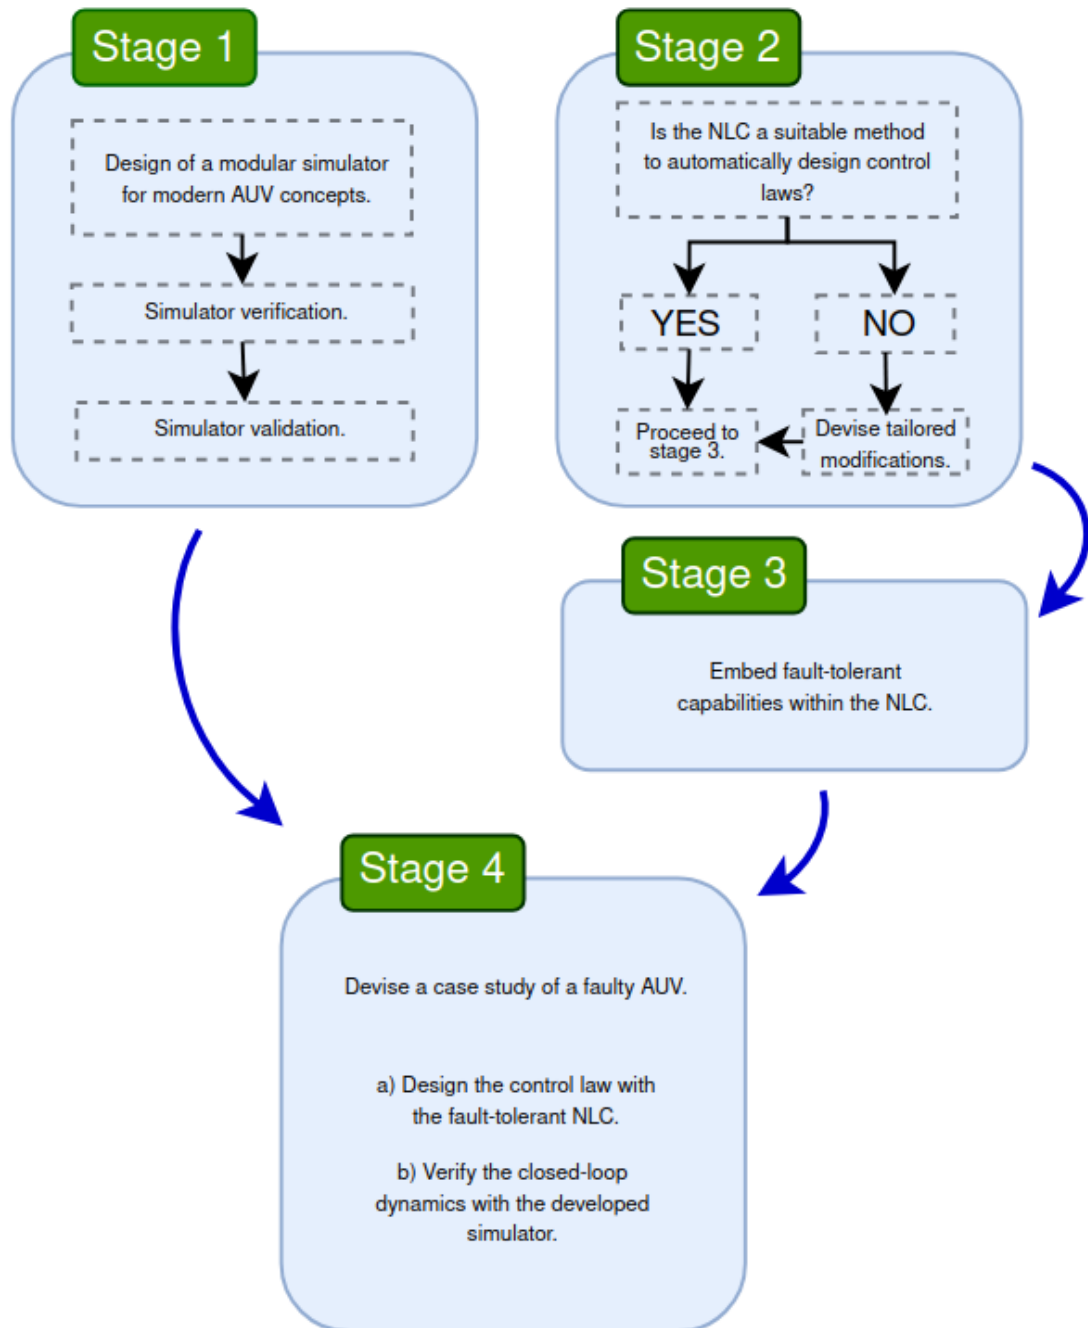 Stage 1
Design of a modular simulator
for modern AUV concepts.
Simulator verification.
Simulator validation.
Stage 2
Is the NLC a suitable method
to automatically design control
laws?
YES
NO
Proceed to
stage 3.
Devise tailored
modifications.
Stage 3
Embed fault-tolerant
capabilities within the NLC.
Stage 4
Devise a case study of a faulty AUV.
a) Design the control law with
the fault-tolerant NLC.
b) Verify the closed-loop
dynamics with the developed
simulator.